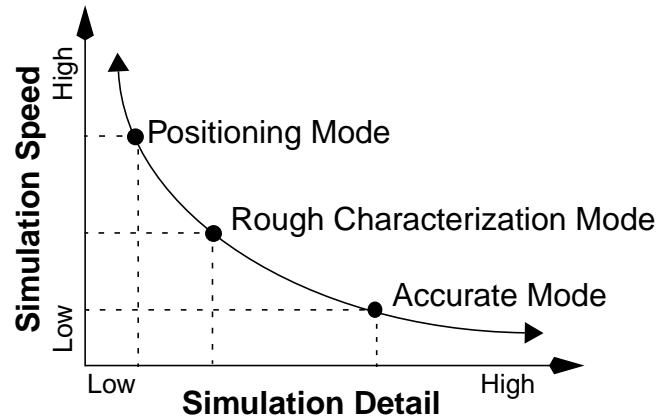 High
Simulation Speed
Low
Positioning Mode
Rough Characterization Mode
Accurate Mode
Low
High
Simulation Detail